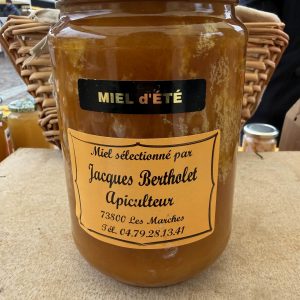 MIEL d'ÉTÉ
Miel sélectionné par
Jacques Bertholet
Apiculteur
73800 Les Marches
Tél. 04.79.28.13.41